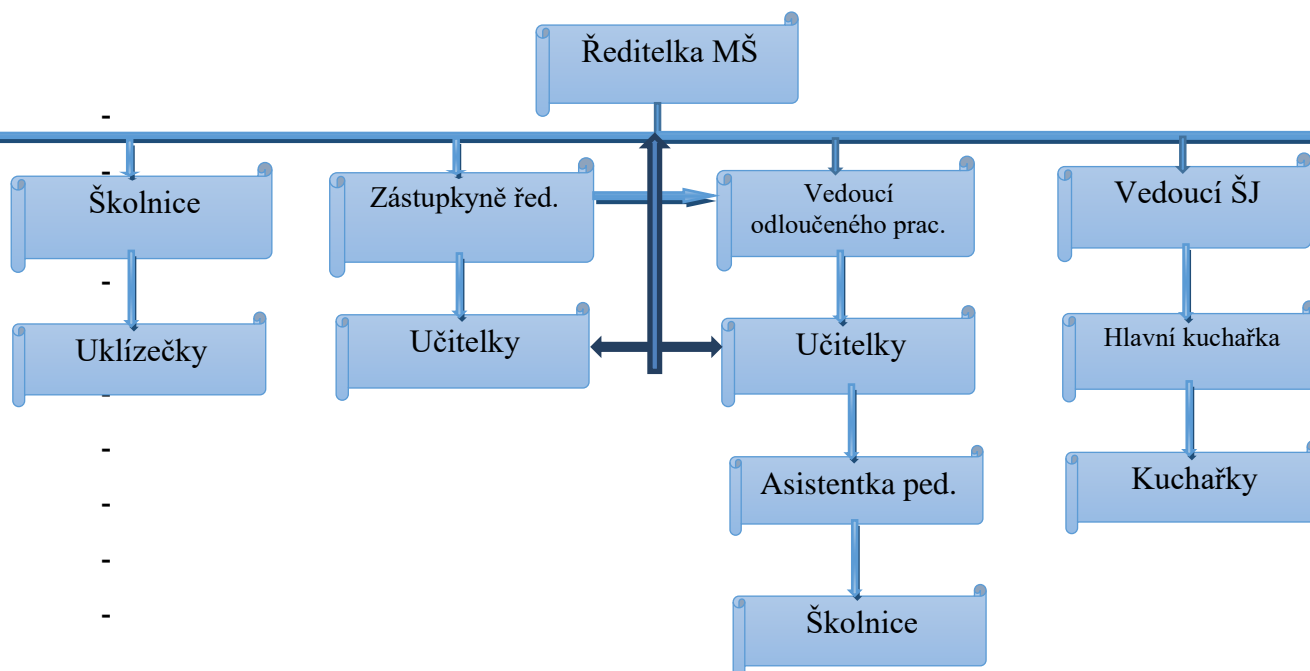 Ředitelka MŠ
-
-
Školnice
Zástupkyně řed.
Vedoucí
odloučeného prac.
Vedoucí ŠJ
-
Uklízečky
Učitelky
Učitelky
Hlavní kuchařka
-
-
Asistentka ped.
Kuchařky
-
-
-
Školnice